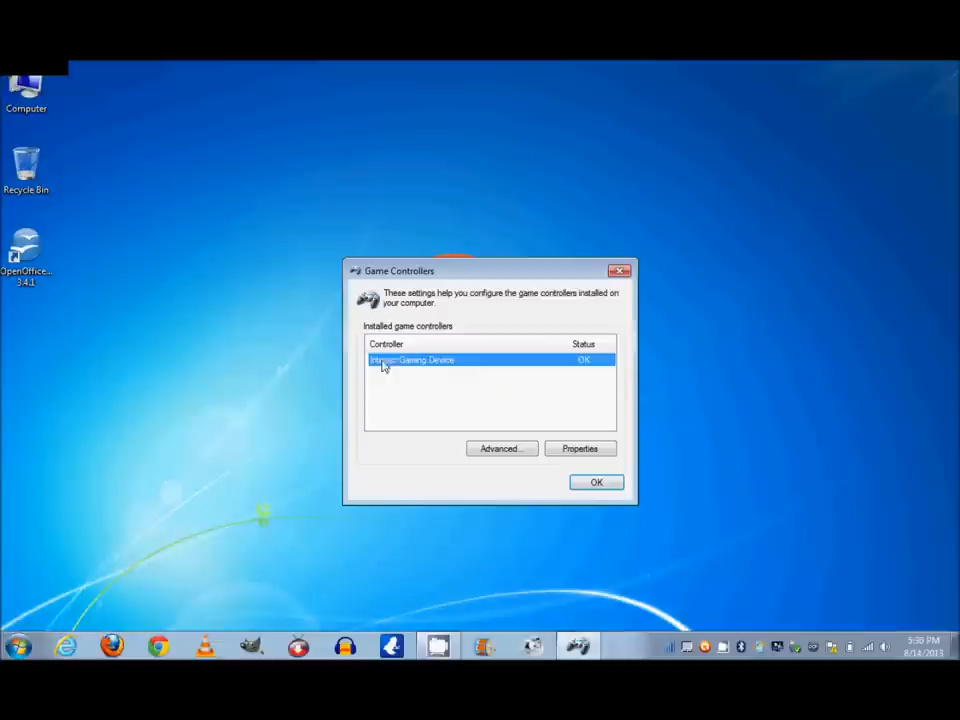 Computer
Recycle Bin
OpenOffice...
3.4.1
Game Controllers
These settings help you configure the game controllers installed on
your computer.
Installed game controllers
Controller Status
Gaming Device OK
Advanced... Properties
OK
5:36 PM
8/14/2013